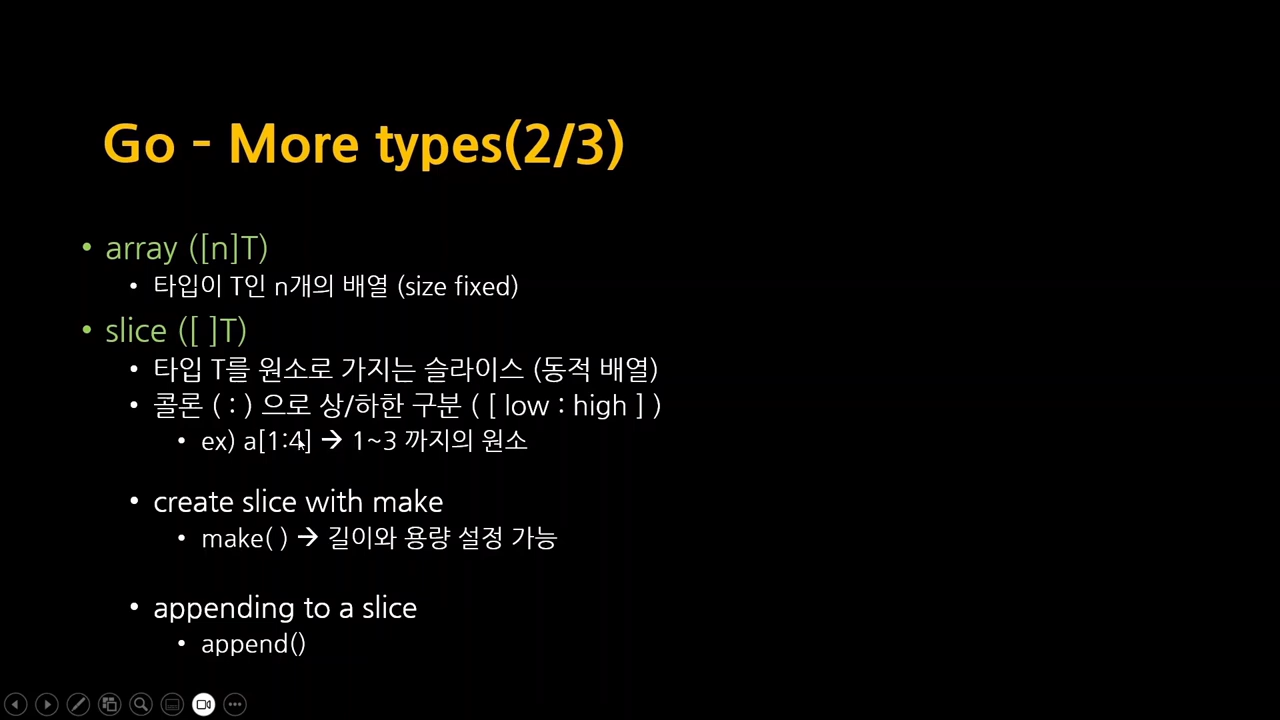 Go - More types(2/3)
• array ([n]T)
• 타입이 T인 n개의 배열 (size fixed)
• slice ([ ]T)
• 타입 T를 원소로 가지는 슬라이스 (동적 배열)
• 콜론 ( : ) 으로 상/하한 구분 ( [ low : high ] )
• ex) a[1:4] → 1~3 까지의 원소
• create slice with make
• make( ) → 길이와 용량 설정 가능
• appending to a slice
• append()